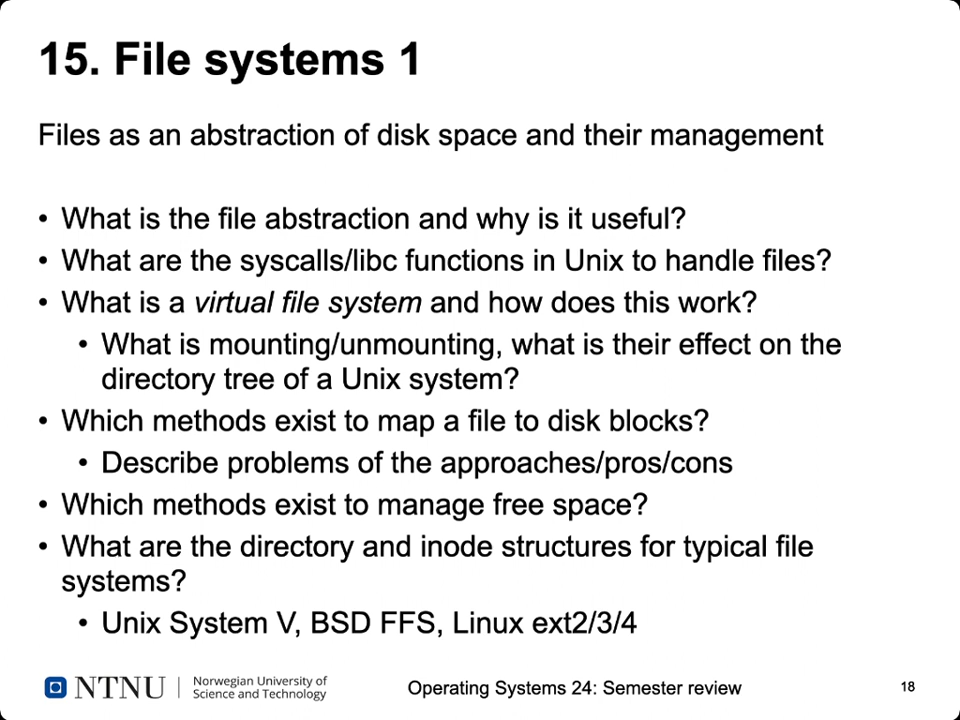 15. File systems 1
Files as an abstraction of disk space and their management
• What is the file abstraction and why is it useful?
• What are the syscalls/libc functions in Unix to handle files?
• What is a virtual file system and how does this work?
• What is mounting/unmounting, what is their effect on the
directory tree of a Unix system?
• Which methods exist to map a file to disk blocks?
• Describe problems of the approaches/pros/cons
• Which methods exist to manage free space?
• What are the directory and inode structures for typical file
systems?
• Unix System V, BSD FFS, Linux ext2/3/4
NTNU
Norwegian University of
Science and Technology
Operating Systems 24: Semester review
18